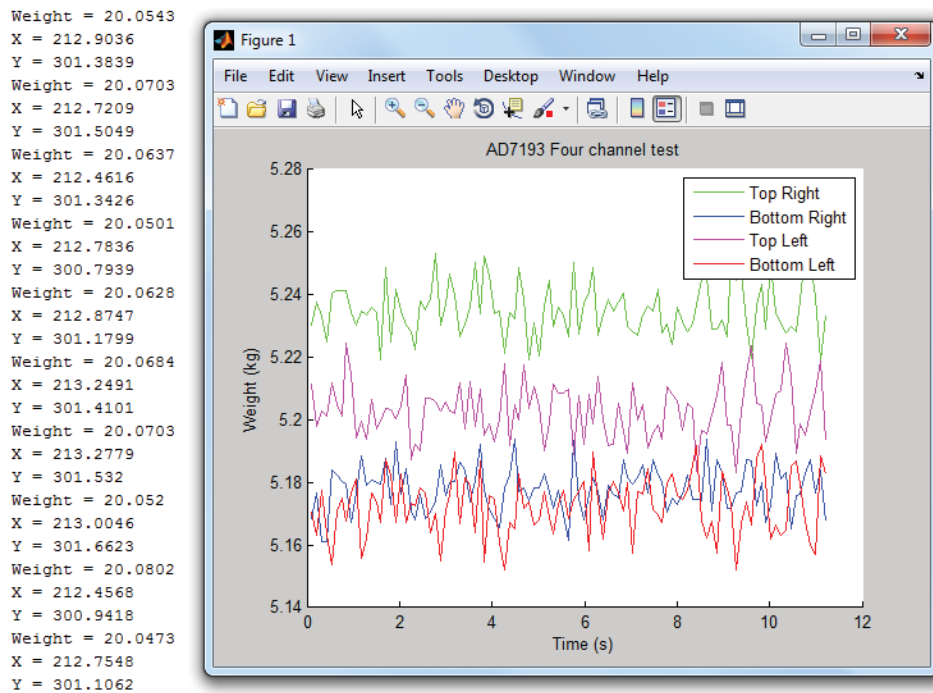 Weight = 20.0543
X = 212.9036
Y = 301.3839
Weight = 20.0703
X = 212.7209
Y = 301.5049
Weight = 20.0637
X = 212.4616
Y = 301.3426
Weight = 20.0501
X = 212.7836
Y = 300.7939
Weight = 20.0628
X = 212.8747
Y = 301.1799
Weight = 20.0684
X = 213.2491
Y = 301.4101
Weight = 20.0703
X = 213.2779
Y = 301.532
Weight = 20.052
X = 213.0046
Y = 301.6623
Weight = 20.0802
X = 212.4568
Y = 300.9418
Weight = 20.0473
X = 212.7548
Y = 301.1062
Figure 1
File Edit View Insert Tools Desktop Window Help
AD7193 Four channel test
Top Right
Bottom Right
Top Left
Bottom Left
Weight (kg)
5.28
5.26
5.24
5.22
5.2
5.18
5.16
5.14
0 2 4 6 8 10 12
Time (s)